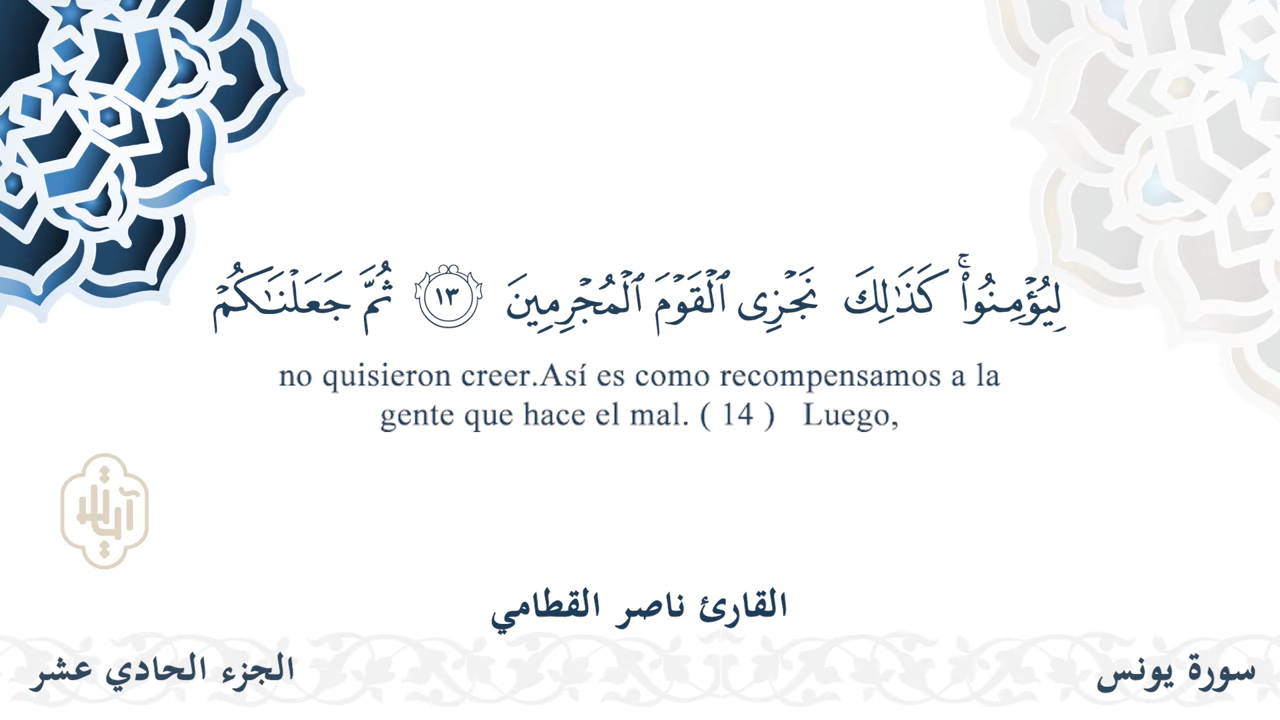 لِيُؤۡمِنُواْۚ كَذَٰلِكَ نَجۡزِي ٱلۡقَوۡمَ ٱلۡمُجۡرِمِينَ ١٣ ثُمَّ جَعَلۡنَٰكُمۡ
no quisieron creer.Así es como recompensamos a la
gente que hace el mal. ( 14 ) Luego,
القارئ ناصر القطامي
سورة يونس
الجزء الحادي عشر